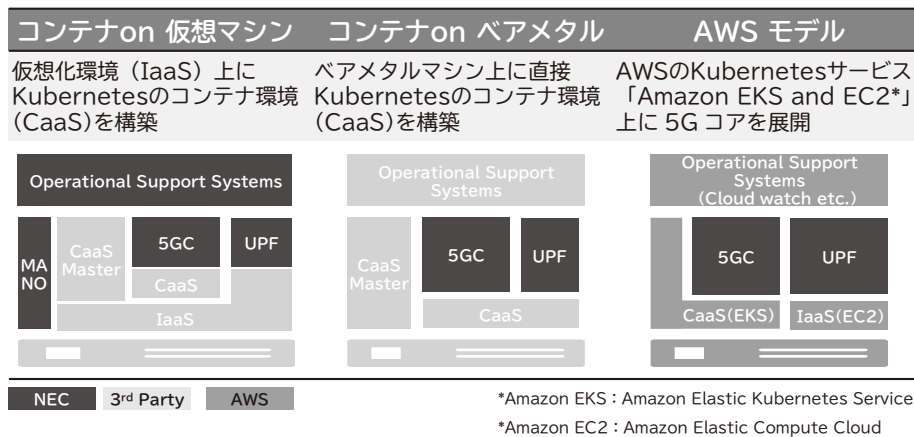 コンテナon 仮想マシン
コンテナon ベアメタル
AWS モデル
仮想化環境（IaaS）上に
Kubernetesのコンテナ環境
(CaaS)を構築
ベアメタルマシン上に直接
Kubernetesのコンテナ環境
(CaaS)を構築
AWSのKubernetesサービス
「Amazon EKS and EC2*」
上に 5G コアを展開
Operational Support Systems
MA
NO
CaaS
Master
5GC
UPF
CaaS
IaaS
Operational Support
Systems
CaaS
Master
5GC
UPF
CaaS
Operational Support
Systems
(Cloud watch etc.)
5GC
UPF
CaaS(EKS)
IaaS(EC2)
NEC
3rd Party
AWS
*Amazon EKS：Amazon Elastic Kubernetes Service
*Amazon EC2：Amazon Elastic Compute Cloud